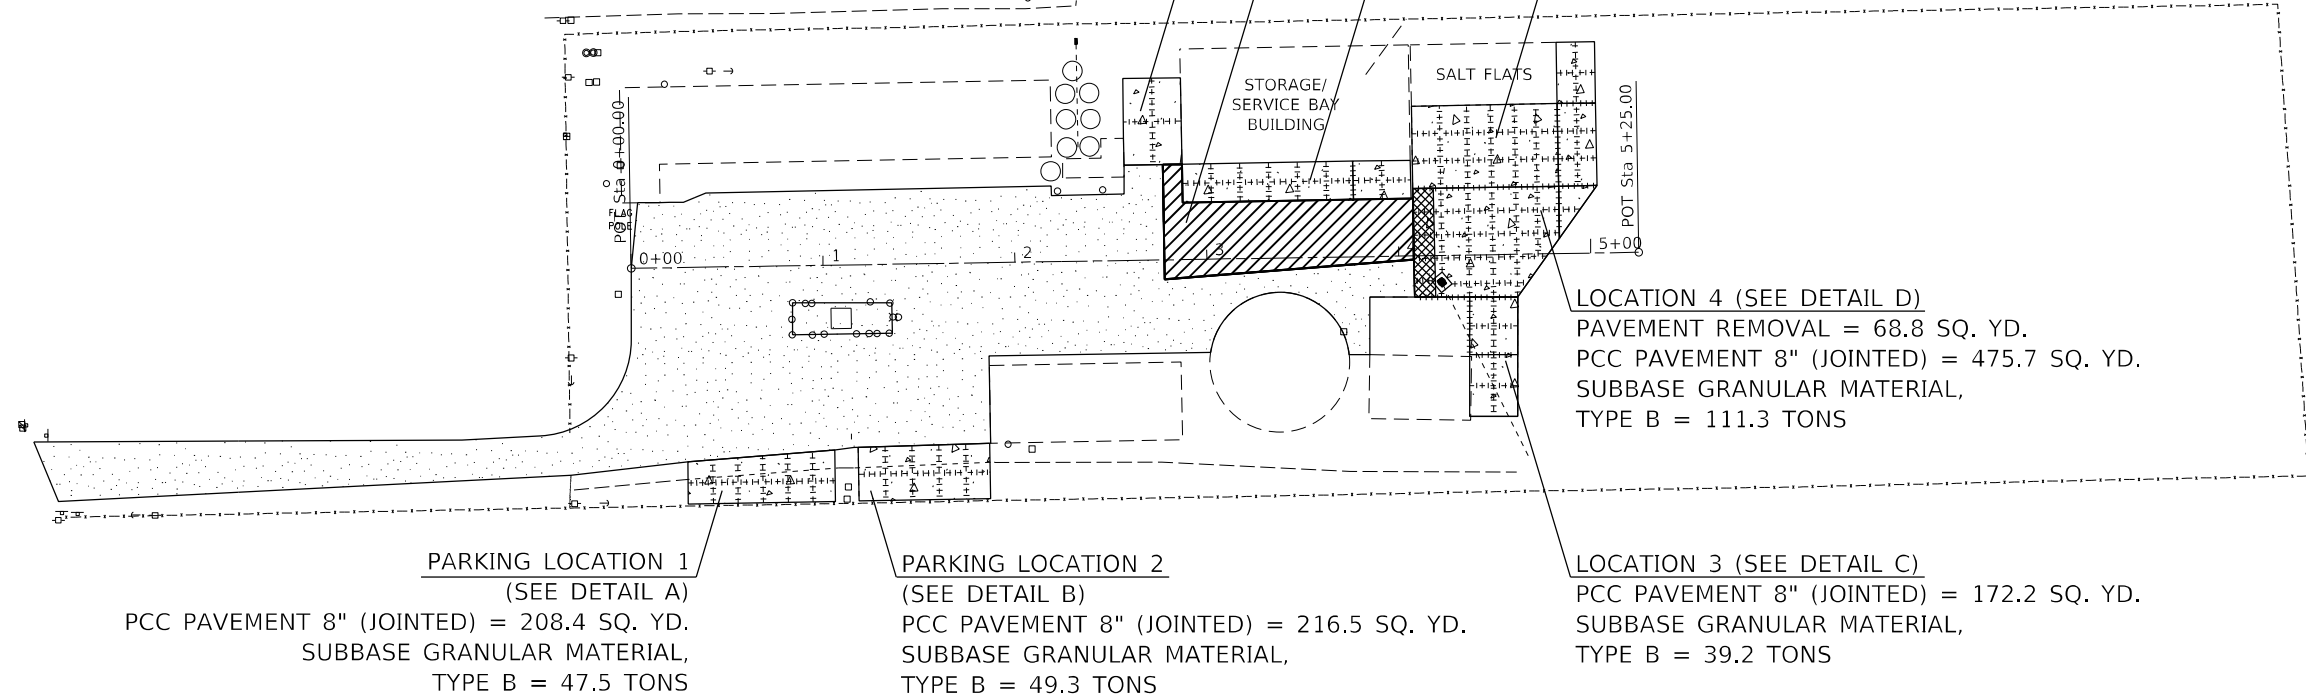 STORAGE/
SERVICE BAY
BUILDING
SALT FLATS
POT Sta 0+00.00
POT Sta 5+25.00
FLAG
POLE
0+00
1
2
3
4
5+00
LOCATION 4 (SEE DETAIL D)
PAVEMENT REMOVAL = 68.8 SQ. YD.
PCC PAVEMENT 8" (JOINTED) = 475.7 SQ. YD.
SUBBASE GRANULAR MATERIAL,
TYPE B = 111.3 TONS
PARKING LOCATION 1
(SEE DETAIL A)
PCC PAVEMENT 8" (JOINTED) = 208.4 SQ. YD.
SUBBASE GRANULAR MATERIAL,
TYPE B = 47.5 TONS
PARKING LOCATION 2
(SEE DETAIL B)
PCC PAVEMENT 8" (JOINTED) = 216.5 SQ. YD.
SUBBASE GRANULAR MATERIAL,
TYPE B = 49.3 TONS
LOCATION 3 (SEE DETAIL C)
PCC PAVEMENT 8" (JOINTED) = 172.2 SQ. YD.
SUBBASE GRANULAR MATERIAL,
TYPE B = 39.2 TONS